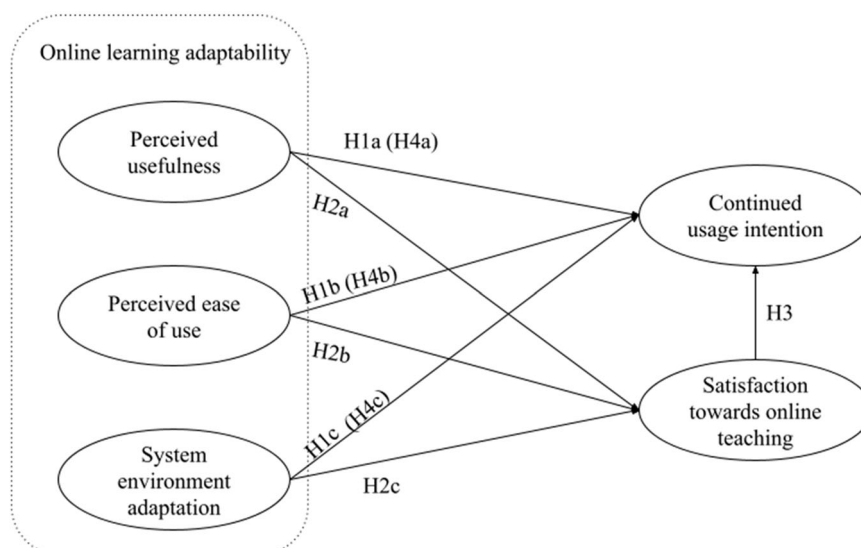 Online learning adaptability
Perceived
usefulness
H1a (H4a)
H2a
Continued
usage intention
Perceived ease
of use
H1b (H4b)
H2b
H3
Satisfaction
towards online
teaching
System
environment
adaptation
H1c (H4c)
H2c